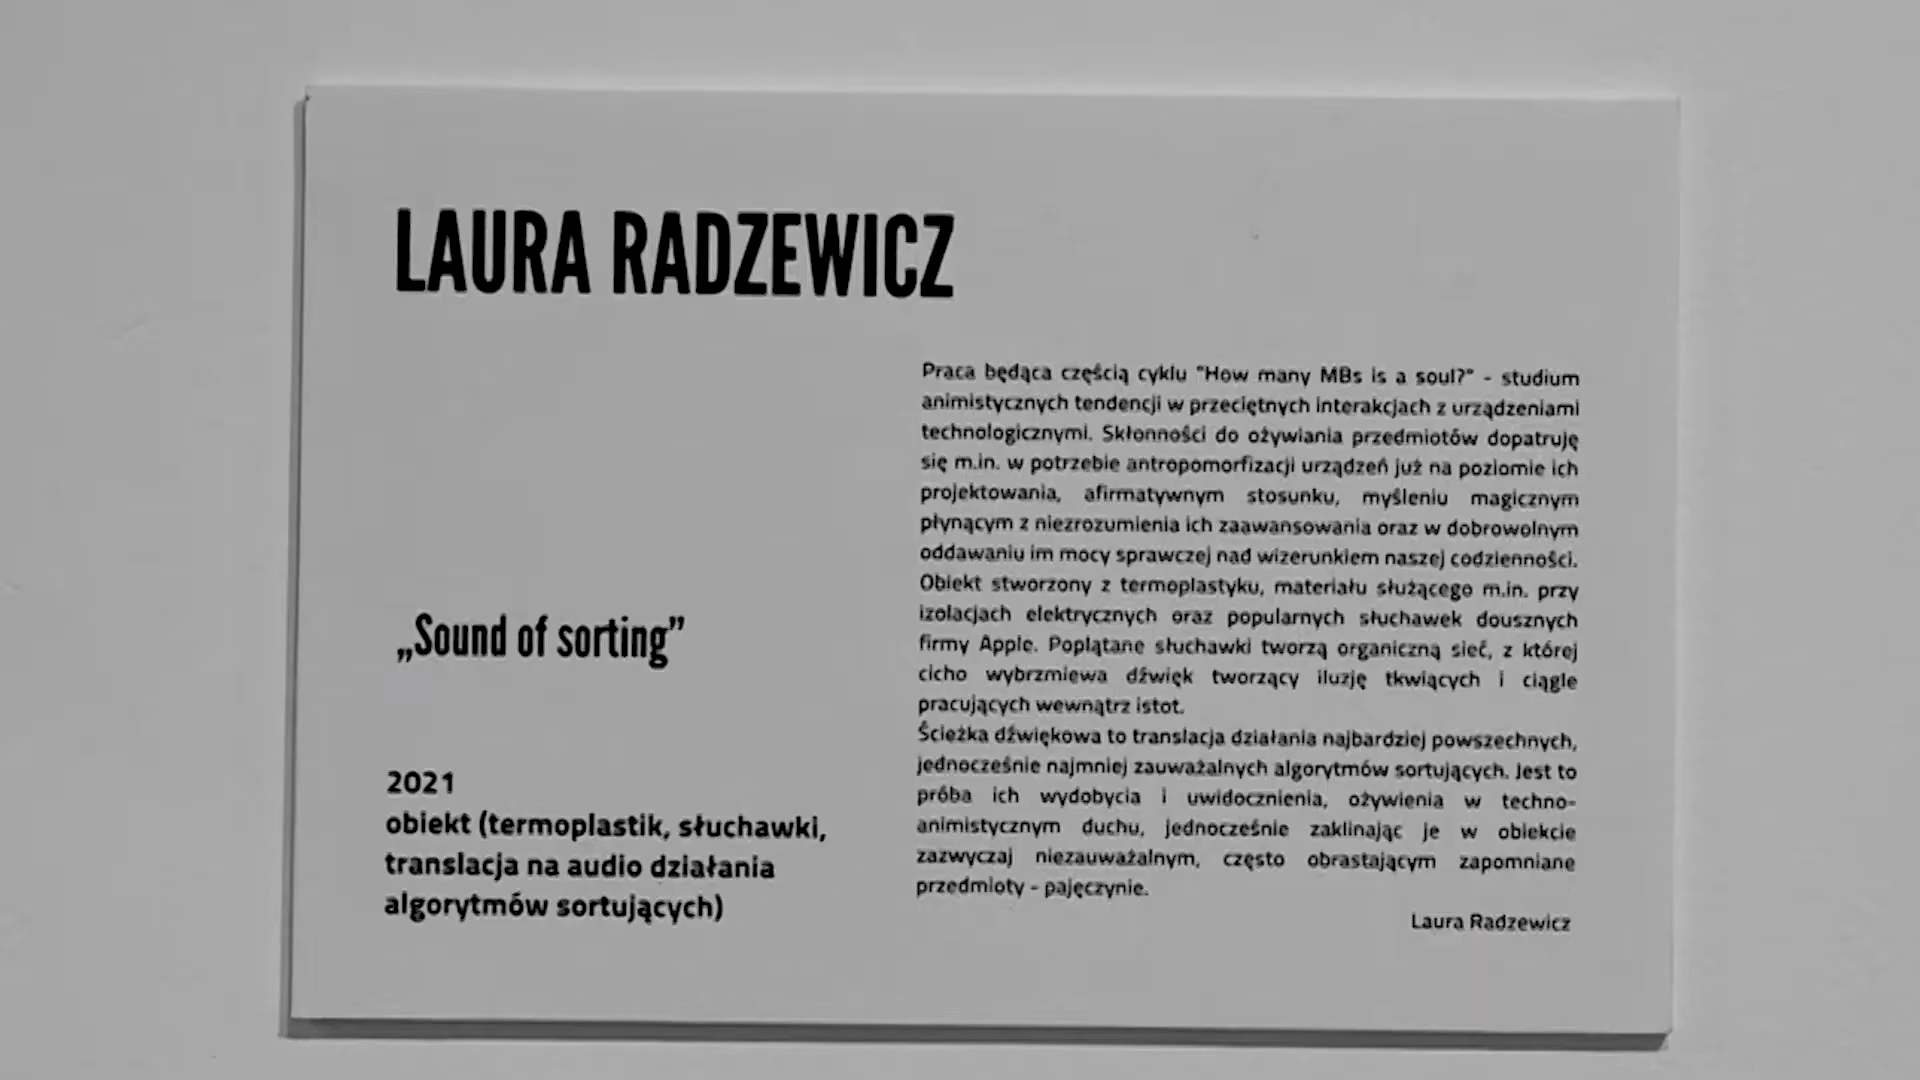 LAURA RADZEWICZ
„Sound of sorting”
2021
obiekt (termoplastik, słuchawki,
translacja na audio działania
algorytmów sortujących)
Praca będąca częścią cyklu "How many MBs is a soul?" - studium
animistycznych tendencji w przeciętnych interakcjach z urządzeniami
technologicznymi. Skłonności do ożywiania przedmiotów dopatruję
się m.in. w potrzebie antropomorfizacji urządzeń już na poziomie ich
projektowania, afirmatywnym stosunku, myśleniu magicznym
płynącym z niezrozumienia ich zaawansowania oraz w dobrowolnym
oddawaniu im mocy sprawczej nad wizerunkiem naszej codzienności.
Obiekt stworzony z termoplastyku, materiału służącego m.in. przy
izolacjach elektrycznych oraz popularnych słuchawek dousznych
firmy Apple. Poplątane słuchawki tworzą organiczną sieć, z której
cicho wybrzmiewa dźwięk tworzący iluzję tkwiących i ciągle
pracujących wewnątrz istot.
Ścieżka dźwiękowa to translacja działania najbardziej powszechnych,
jednocześnie najmniej zauważalnych algorytmów sortujących. Jest to
próba ich wydobycia i uwidocznienia, ożywienia w techno-
animistycznym duchu, jednocześnie zaklinając je w obiekcie
zazwyczaj niezauważalnym, często obrastającym zapomniane
przedmioty - pajęczynie.
Laura Radzewicz